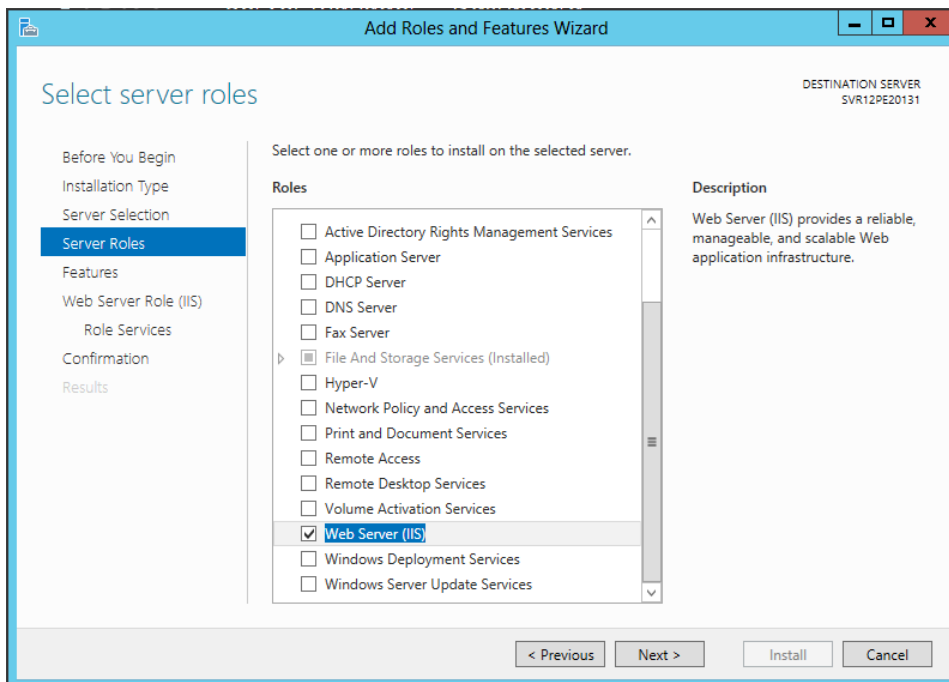 Add Roles and Features Wizard
Select server roles
DESTINATION SERVER
SVR12PE20131
Before You Begin
Installation Type
Server Selection
Server Roles
Features
Web Server Role (IIS)
Role Services
Confirmation
Results
Select one or more roles to install on the selected server.
Roles
Active Directory Rights Management Services
Application Server
DHCP Server
DNS Server
Fax Server
File And Storage Services (Installed)
Hyper-V
Network Policy and Access Services
Print and Document Services
Remote Access
Remote Desktop Services
Volume Activation Services
Web Server (IIS)
Windows Deployment Services
Windows Server Update Services
Description
Web Server (IIS) provides a reliable,
manageable, and scalable Web
application infrastructure.
< Previous
Next >
Install
Cancel